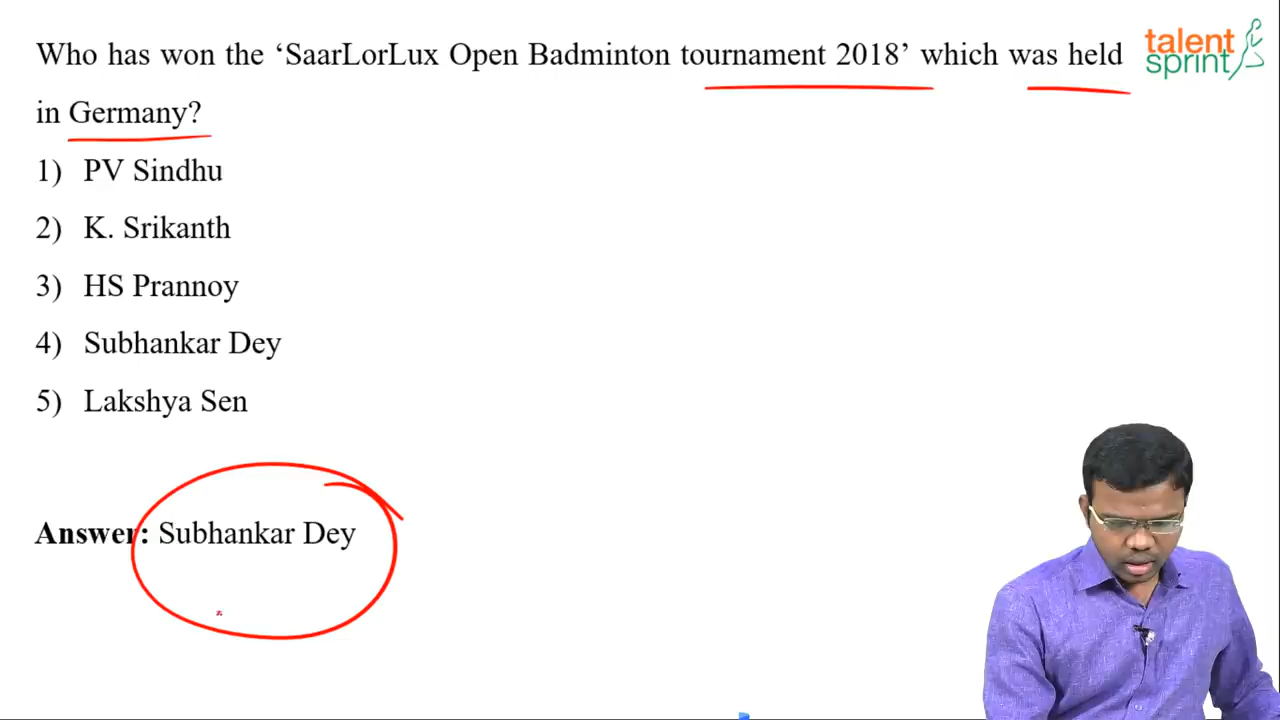 Who has won the ‘SaarLorLux Open Badminton tournament 2018’ which was held
in Germany?
1) PV Sindhu
2) K. Srikanth
3) HS Prannoy
4) Subhankar Dey
5) Lakshya Sen
Answer: Subhankar Dey
talent
sprint